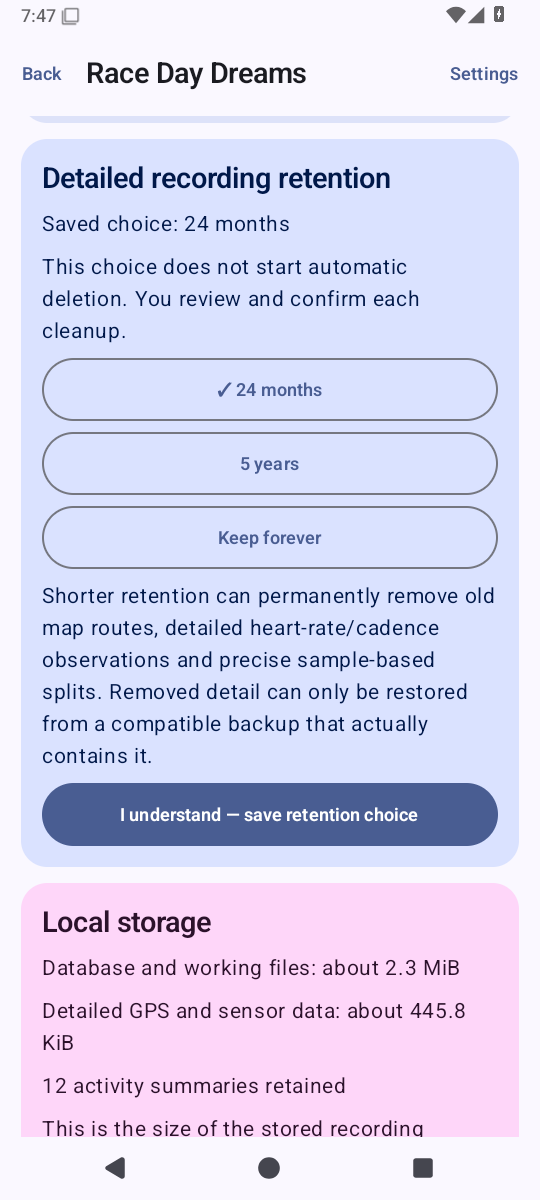 7:47
Back Race Day Dreams Settings
Detailed recording retention
Saved choice: 24 months
This choice does not start automatic
deletion. You review and confirm each
cleanup.
✓ 24 months
5 years
Keep forever
Shorter retention can permanently remove old
map routes, detailed heart-rate/cadence
observations and precise sample-based
splits. Removed detail can only be restored
from a compatible backup that actually
contains it.
I understand — save retention choice
Local storage
Database and working files: about 2.3 MiB
Detailed GPS and sensor data: about 445.8
KiB
12 activity summaries retained
This is the size of the stored recording